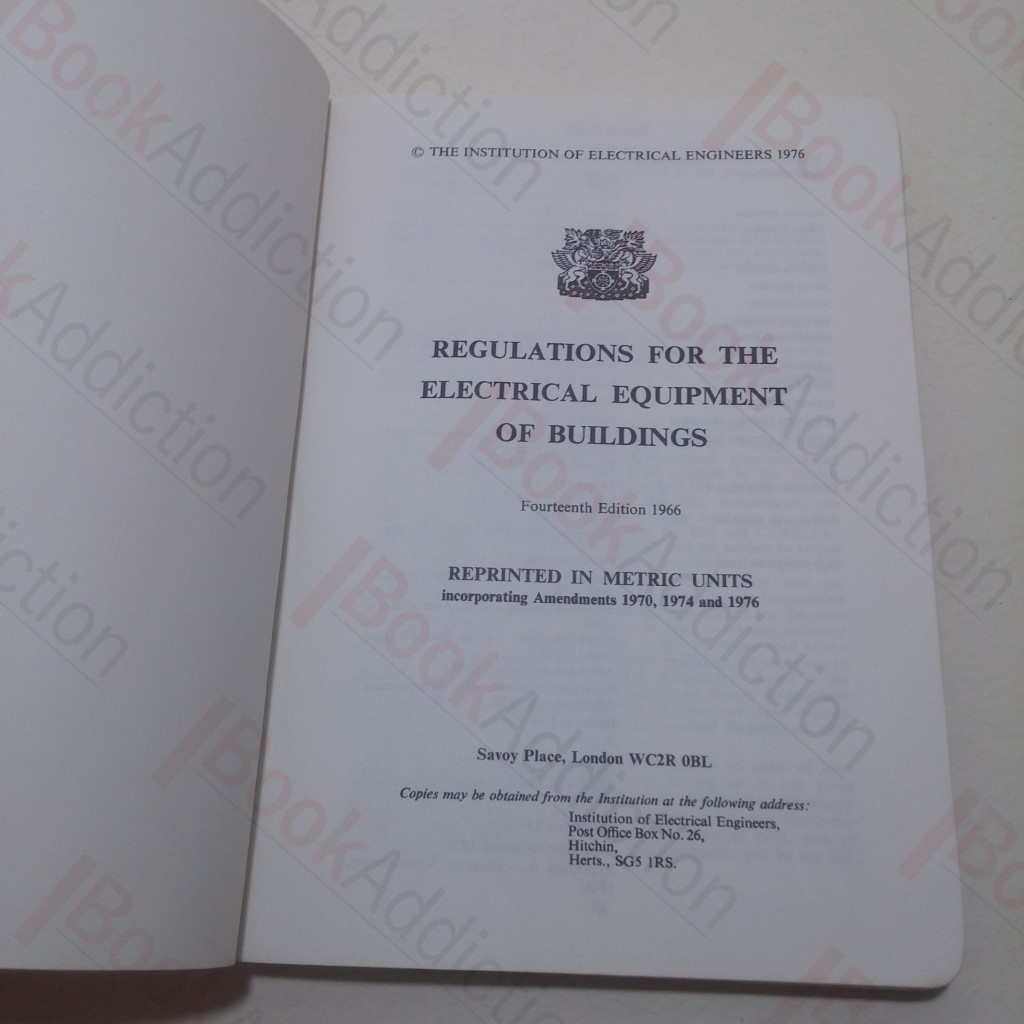 © THE INSTITUTION OF ELECTRICAL ENGINEERS 1976
REGULATIONS FOR THE
ELECTRICAL EQUIPMENT
OF BUILDINGS
Fourteenth Edition 1966
REPRINTED IN METRIC UNITS
incorporating Amendments 1970, 1974 and 1976
Savoy Place, London WC2R 0BL
Copies may be obtained from the Institution at the following address:
Institution of Electrical Engineers,
Post Office Box No. 26,
Hitchin,
Herts., SG5 1RS.
BookAddiction